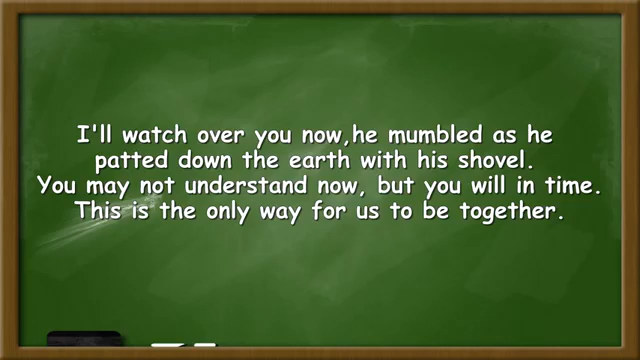 I'll watch over you now,he mumbled as he
patted down the earth with his shovel.
You may not understand now, but you will in time.
This is the only way for us to be together.